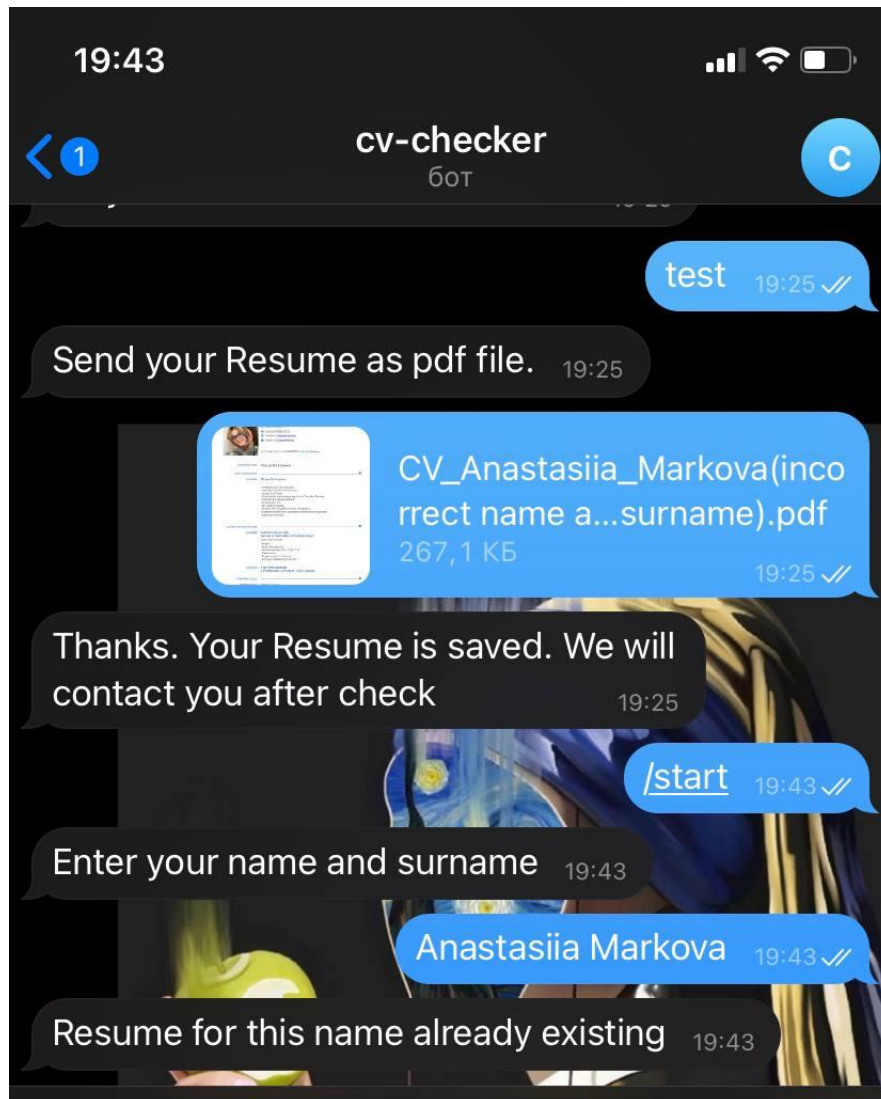 19:43
1
cv-checker
бот
C
test 19:25
Send your Resume as pdf file. 19:25
CV_Anastasiia_Markova(inco
rrect name a...surname).pdf
267,1 КБ
19:25
Thanks. Your Resume is saved. We will
contact you after check 19:25
/start 19:43
Enter your name and surname 19:43
Anastasiia Markova 19:43
Resume for this name already existing 19:43